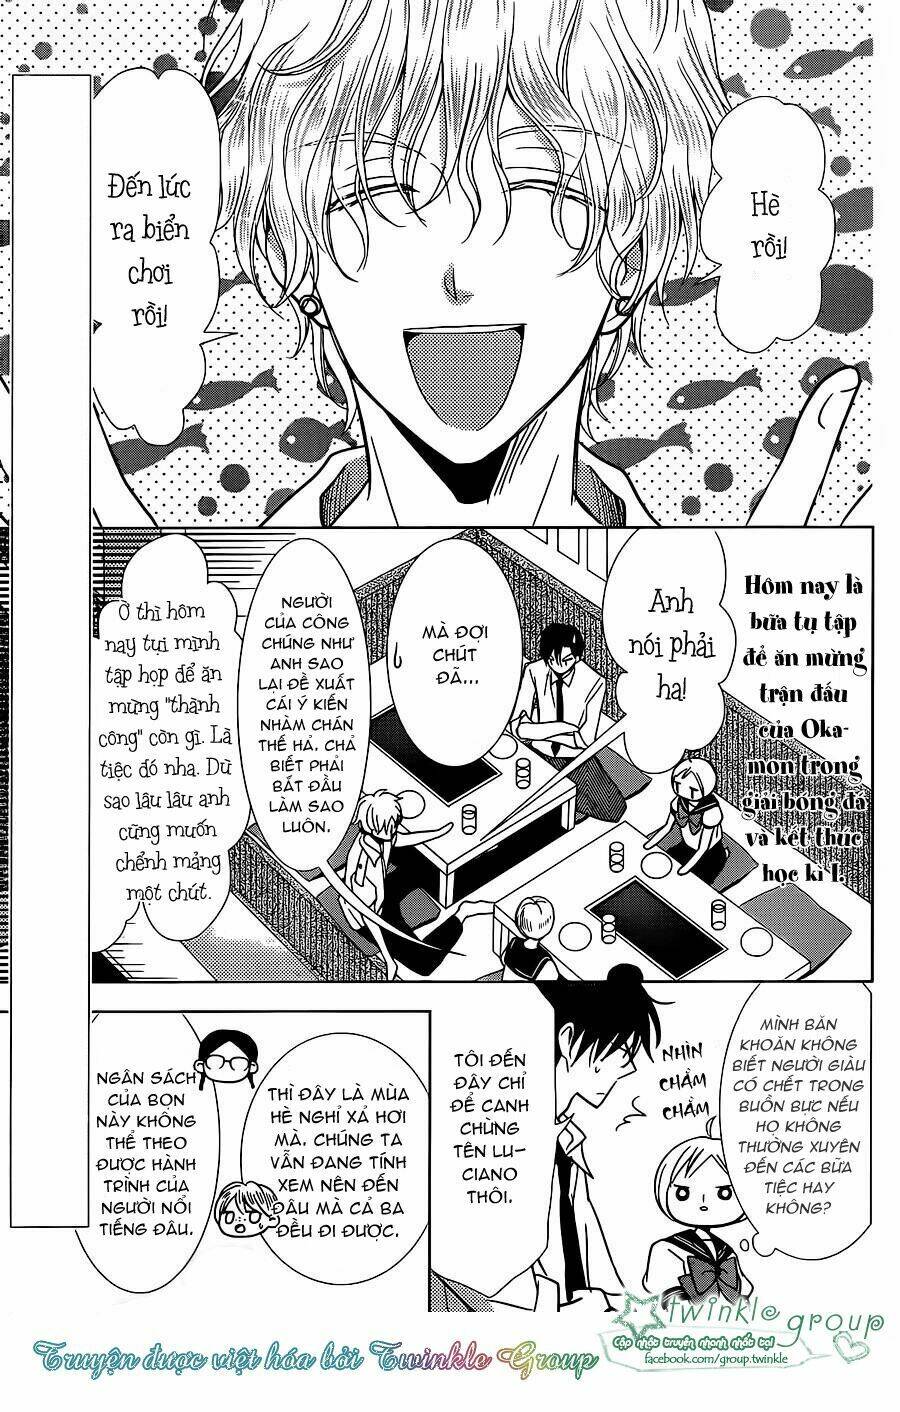 Hè
rồi!
Đến lúc
ra biển
chơi
rồi!
Hôm nay là
bữa tụ tập
để ăn mừng
trận đấu
của Oka-
mon trong
giải bóng đá
và kết thúc
học kì I.
Anh
nói phải
ha!
MÀ ĐỢI
CHÚT
ĐÃ...
NGƯỜI
CỦA CÔNG
CHÚNG NHƯ
ANH SAO
LẠI ĐỀ XUẤT
CÁI Ý KIẾN
NHÀM CHÁN
THẾ HẢ. CHẢ
BIẾT PHẢI
BẮT ĐẦU
LÀM SAO
LUÔN.
Ơ thì hôm
nay tụi mình
tập họp để ăn
mừng "thành
công" còn gì. Là
tiệc đó nha. Dù
sao lâu lâu anh
cũng muốn
chểnh mảng
một chút.
MÌNH BĂN
KHOĂN KHÔNG
BIẾT NGƯỜI GIÀU
CÓ CHẾT TRONG
BUỒN BỰC NẾU
HỌ KHÔNG
THƯỜNG XUYÊN
ĐẾN CÁC BỮA
TIỆC HAY
KHÔNG?
NHÌN
CHẰM
CHẰM
TÔI ĐẾN
ĐÂY CHỈ
ĐỂ CANH
CHỪNG
TÊN LU-
CIANO
THÔI.
THÌ ĐÂY LÀ MÙA
HÈ NGHỈ XẢ HƠI
MÀ. CHÚNG TA
VẪN ĐANG TÍNH
XEM NÊN ĐẾN
ĐÂU MÀ CẢ BA
ĐỀU ĐI ĐƯỢC.
NGÂN SÁCH
CỦA BỌN
NÀY KHÔNG
THỂ THEO
ĐƯỢC HÀNH
TRÌNH CỦA
NGƯỜI NỔI
TIẾNG ĐÂU.
twinkle group
Cập nhật truyện nhanh nhất tại
facebook.com/group.twinkle
Truyện được việt hóa bởi Twinkle Group